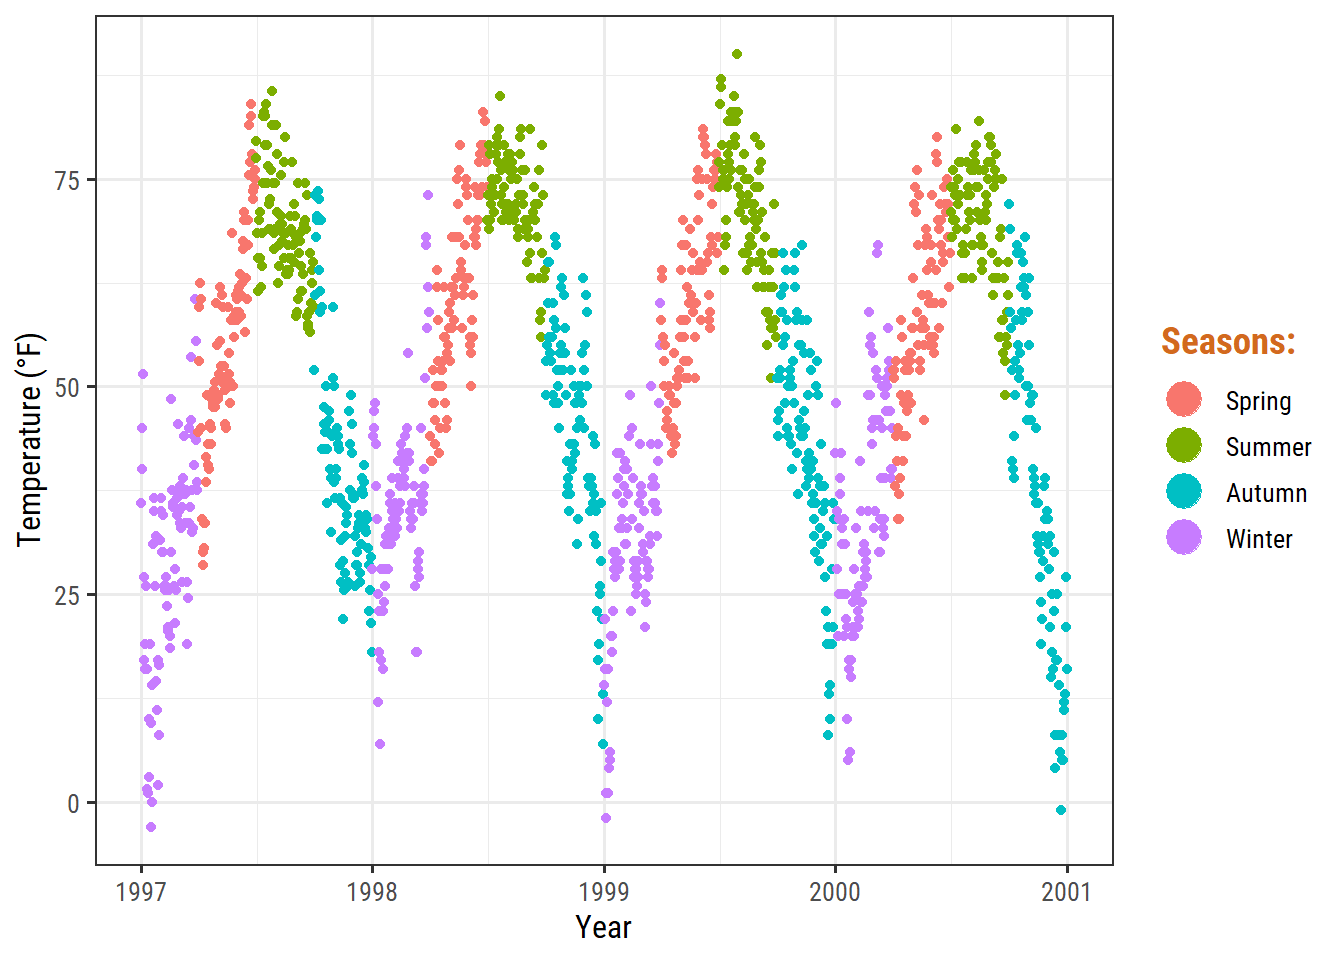 Temperature (°F)
75
50
25
0
1997 1998 1999 2000 2001
Year
Seasons:
Spring
Summer
Autumn
Winter